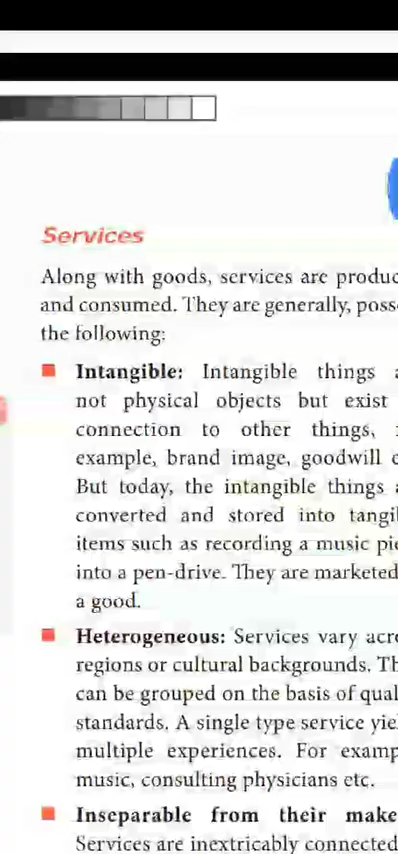 Services
Along with goods, services are produc
and consumed. They are generally, poss
the following:
Intangible: Intangible things a
not physical objects but exist
connection to other things,
example, brand image, goodwill e
But today, the intangible things a
converted and stored into tangil
items such as recording a music pie
into a pen-drive. They are marketed
a good.
Heterogeneous: Services vary acro
regions or cultural backgrounds. Th
can be grouped on the basis of qual
standards. A single type service yie
multiple experiences. For examp
music, consulting physicians etc.
Inseparable from their make
Services are inextricably connected